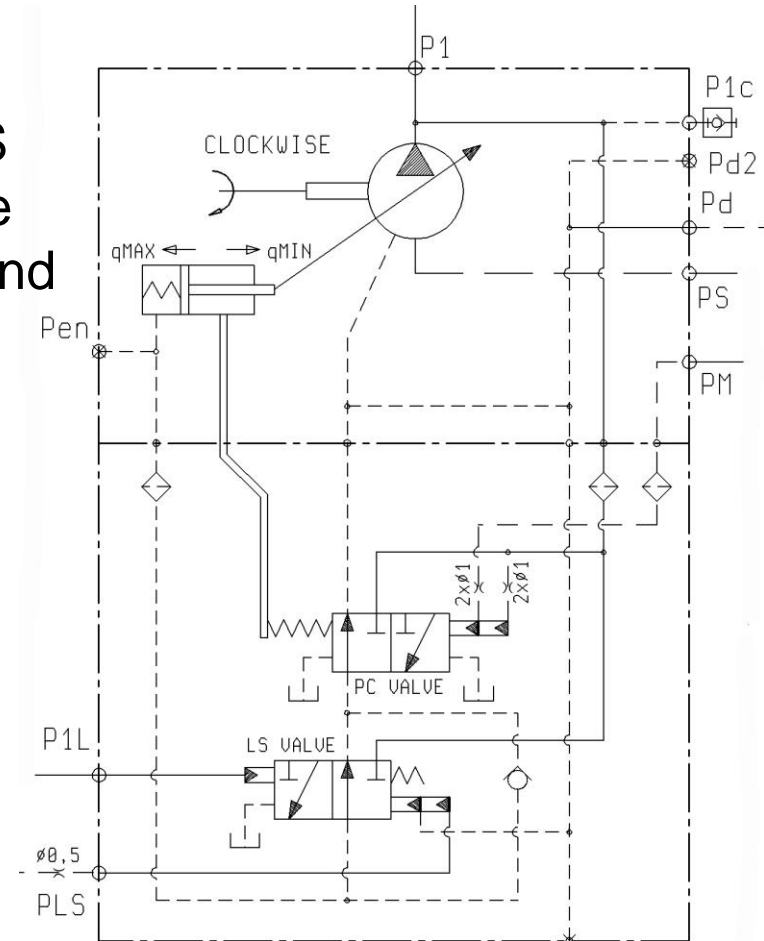 P1
P1c
s
CLOCKWISE
Pd2
e
Pd
qMAX
qMIN
nd
PS
Pen
PM
2xø1
2xø1
PC VALVE
P1L
LS VALVE
ø0,5
PLS